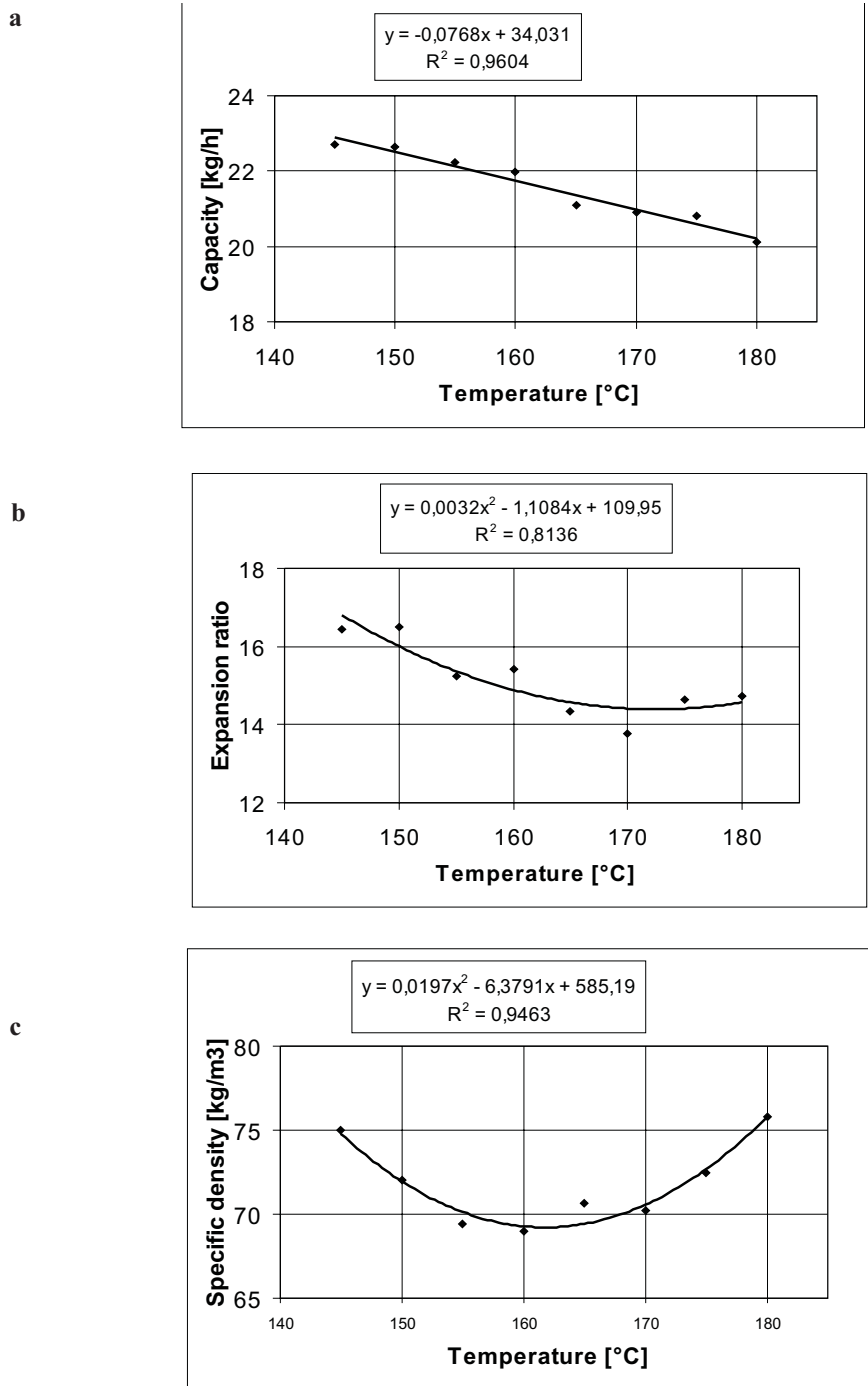 a
y = -0,0768x + 34,031
R² = 0,9604
24
22
20
18
Capacity [kg/h]
140 150 160 170 180
Temperature [°C]
b
y = 0,0032x² - 1,1084x + 109,95
R² = 0,8136
18
16
14
12
Expansion ratio
140 150 160 170 180
Temperature [°C]
c
y = 0,0197x² - 6,3791x + 585,19
R² = 0,9463
80
75
70
65
Specific density [kg/m3]
140 150 160 170 180
Temperature [°C]